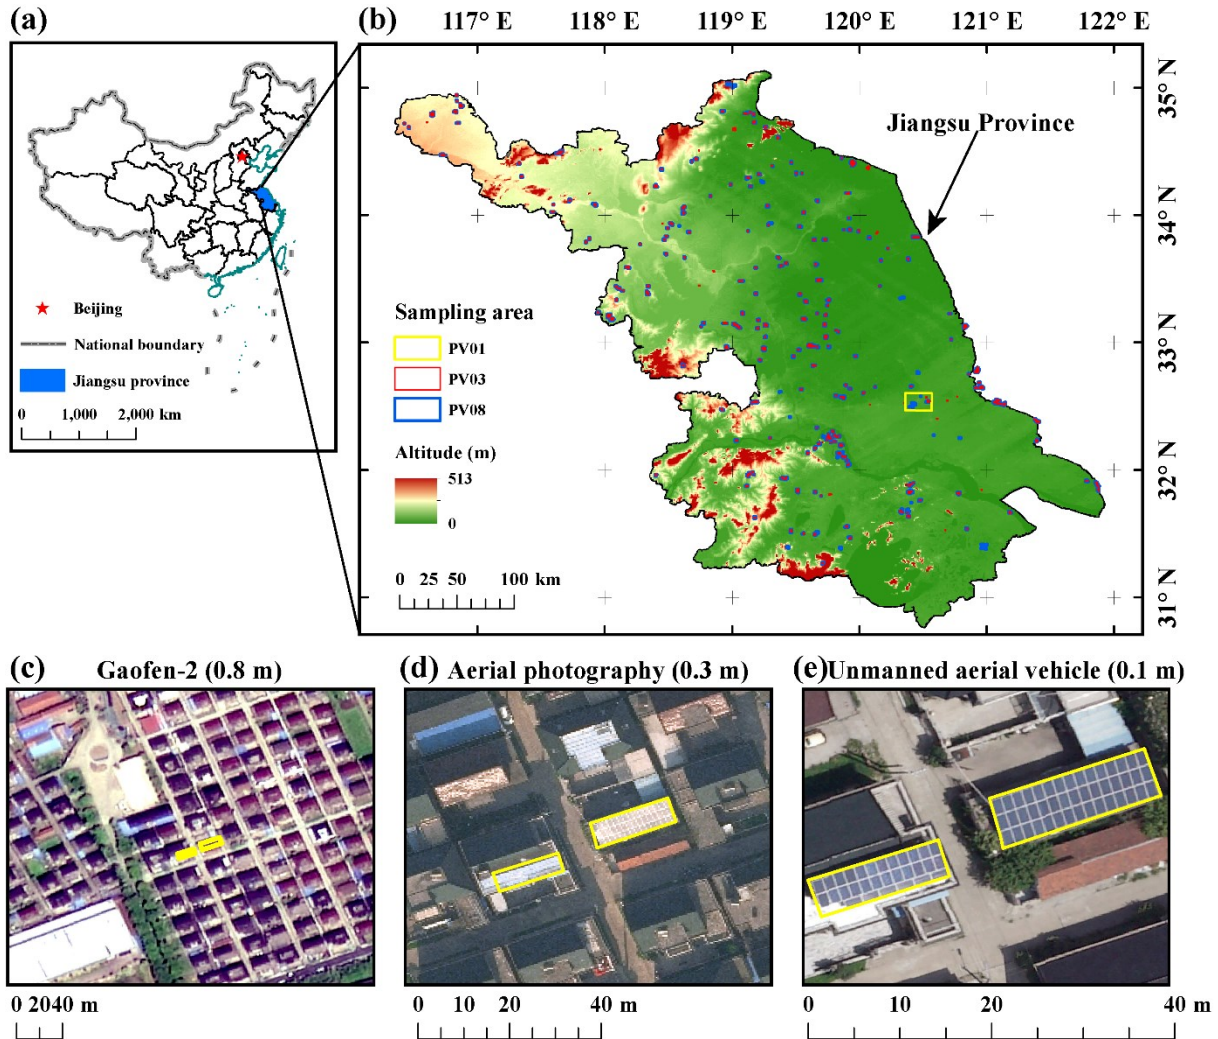 (a)
Beijing
National boundary
Jiangsu province
0 1,000 2,000 km
(b)
117° E 118° E 119° E 120° E 121° E 122° E
35° N
34° N
33° N
32° N
31° N
Jiangsu Province
Sampling area
PV01
PV03
PV08
Altitude (m)
513
0
0 25 50 100 km
(c) Gaofen-2 (0.8 m)
0 2040 m
(d) Aerial photography (0.3 m)
0 10 20 40 m
(e) Unmanned aerial vehicle (0.1 m)
0 10 20 40 m